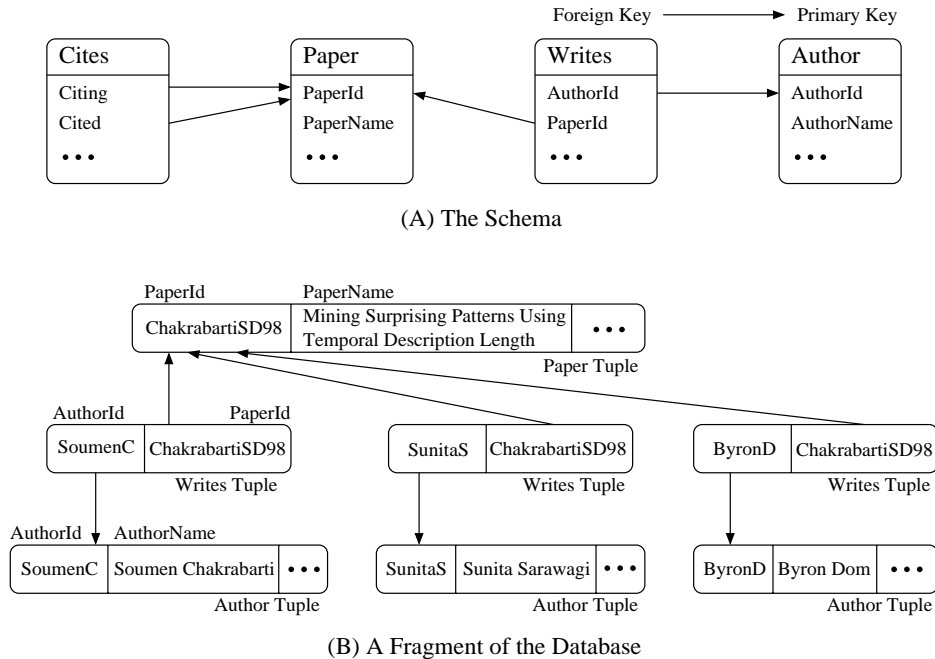 Foreign Key Primary Key
Cites Paper Writes Author
Citing PaperId AuthorId AuthorId
Cited PaperName PaperId AuthorName
••• ••• ••• •••
(A) The Schema
PaperId PaperName
ChakrabartiSD98 Mining Surprising Patterns Using
Temporal Description Length •••
Paper Tuple
AuthorId PaperId
SoumenC ChakrabartiSD98 SunitaS ChakrabartiSD98 ByronD ChakrabartiSD98
Writes Tuple Writes Tuple Writes Tuple
AuthorId AuthorName
SoumenC Soumen Chakrabarti ••• SunitaS Sunita Sarawagi ••• ByronD Byron Dom •••
Author Tuple Author Tuple Author Tuple
(B) A Fragment of the Database